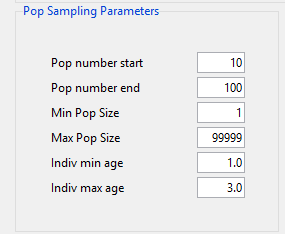 Pop Sampling Parameters
Pop number start 10
Pop number end 100
Min Pop Size 1
Max Pop Size 99999
Indiv min age 1.0
Indiv max age 3.0